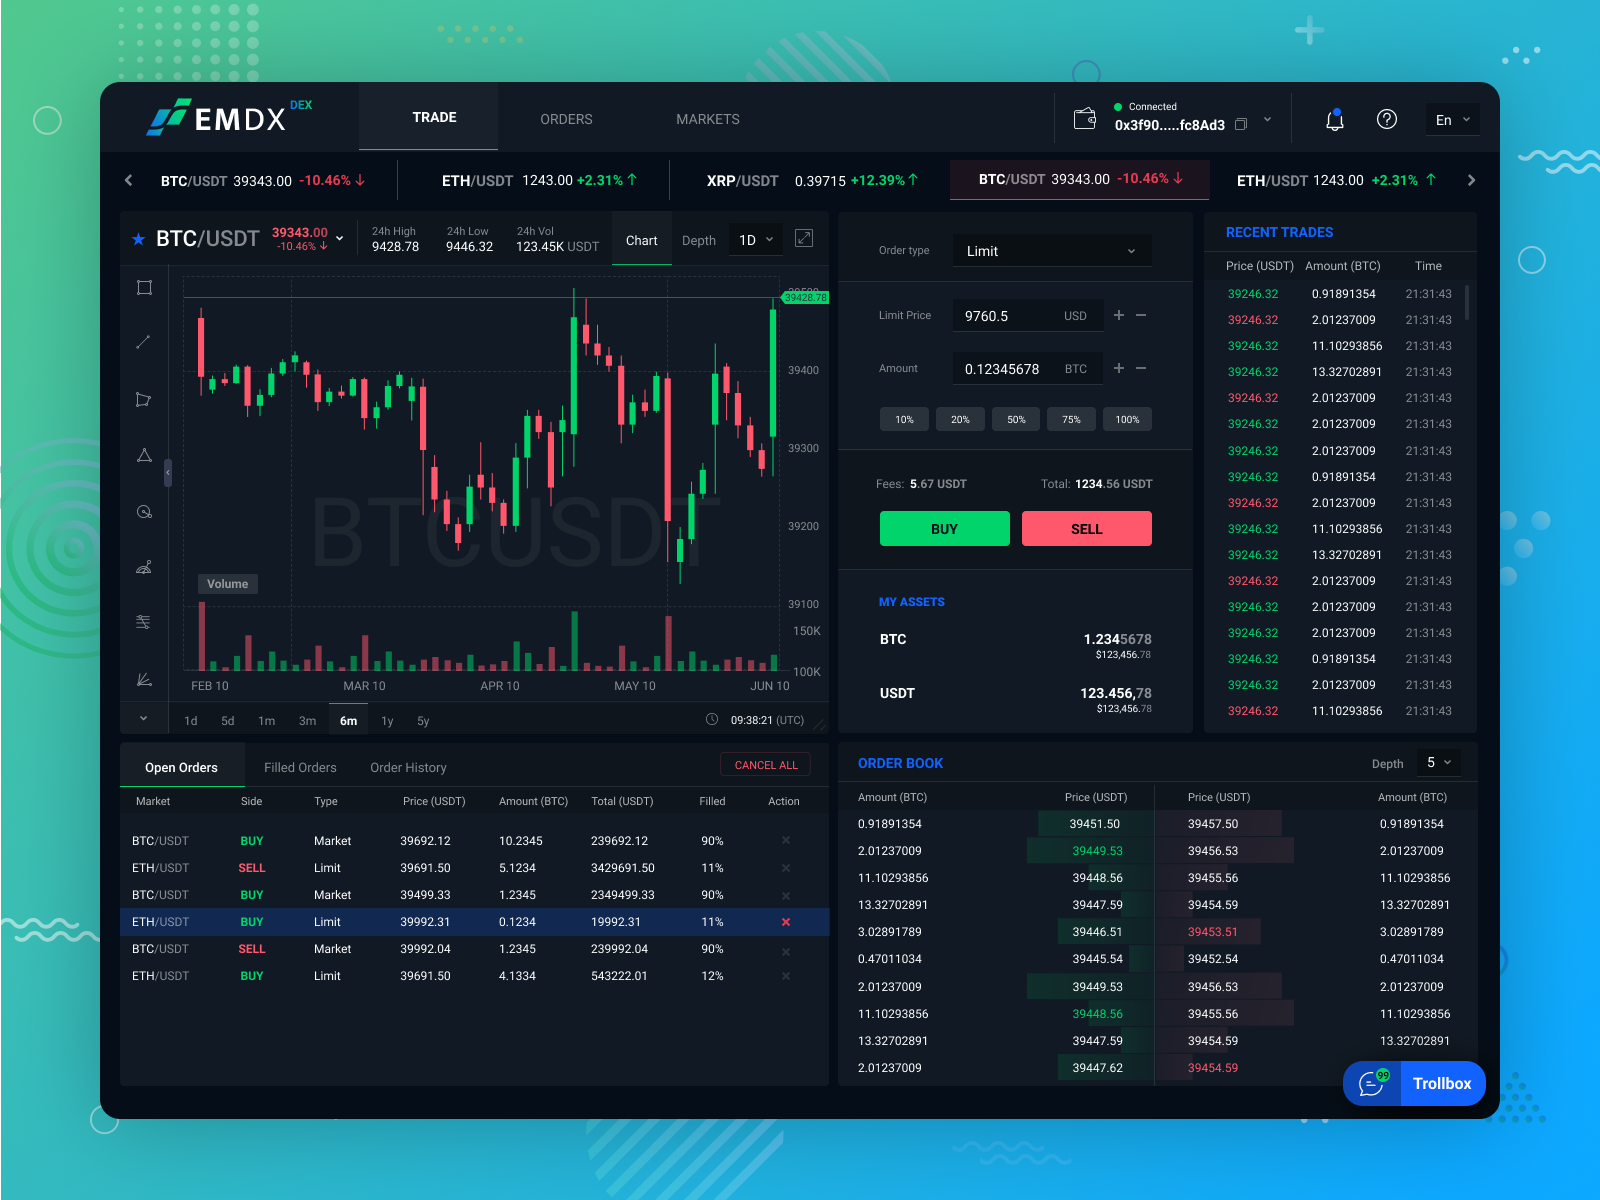 EMDX DEX
TRADE
ORDERS
MARKETS
Connected
0x3f90.....fc8Ad3
En
BTC/USDT 39343.00 -10.46%
ETH/USDT 1243.00 +2.31%
XRP/USDT 0.39715 +12.39%
BTC/USDT 39343.00 -10.46%
ETH/USDT 1243.00 +2.31%
BTC/USDT
39343.00
-10.46%
24h High
9428.78
24h Low
9446.32
24h Vol
123.45K USDT
Chart
Depth
1D
39428.78
39400
39300
39200
39100
150K
100K
BTCUSDT
Volume
FEB 10
MAR 10
APR 10
MAY 10
JUN 10
1d 5d 1m 3m 6m 1y 5y
09:38:21 (UTC)
Order type
Limit
Limit Price
9760.5 USD
+ −
Amount
0.12345678 BTC
+ −
10% 20% 50% 75% 100%
Fees: 5.67 USDT
Total: 1234.56 USDT
BUY
SELL
MY ASSETS
BTC 1.2345678
$123,456.78
USDT 123.456,78
$123,456.78
RECENT TRADES
Price (USDT) Amount (BTC) Time
39246.32 0.91891354 21:31:43
39246.32 2.01237009 21:31:43
39246.32 11.10293856 21:31:43
39246.32 13.32702891 21:31:43
39246.32 2.01237009 21:31:43
39246.32 2.01237009 21:31:43
39246.32 2.01237009 21:31:43
39246.32 0.91891354 21:31:43
39246.32 2.01237009 21:31:43
39246.32 11.10293856 21:31:43
39246.32 13.32702891 21:31:43
39246.32 2.01237009 21:31:43
39246.32 2.01237009 21:31:43
39246.32 2.01237009 21:31:43
39246.32 0.91891354 21:31:43
39246.32 2.01237009 21:31:43
39246.32 11.10293856 21:31:43
Open Orders
Filled Orders
Order History
CANCEL ALL
Market Side Type Price (USDT) Amount (BTC) Total (USDT) Filled Action
BTC/USDT BUY Market 39692.12 10.2345 239692.12 90%
ETH/USDT SELL Limit 39691.50 5.1234 3429691.50 11%
BTC/USDT BUY Market 39499.33 1.2345 2349499.33 90%
ETH/USDT BUY Limit 39992.31 0.1234 19992.31 11%
BTC/USDT SELL Market 39992.04 1.2345 239992.04 90%
ETH/USDT BUY Limit 39691.50 4.1334 543222.01 12%
ORDER BOOK
Depth 5
Amount (BTC) Price (USDT) Price (USDT) Amount (BTC)
0.91891354 39451.50 39457.50 0.91891354
2.01237009 39449.53 39456.53 2.01237009
11.10293856 39448.56 39455.56 11.10293856
13.32702891 39447.59 39454.59 13.32702891
3.02891789 39446.51 39453.51 3.02891789
0.47011034 39445.54 39452.54 0.47011034
2.01237009 39449.53 39456.53 2.01237009
11.10293856 39448.56 39455.56 11.10293856
13.32702891 39447.59 39454.59 13.32702891
2.01237009 39447.62 39454.59
99
Trollbox